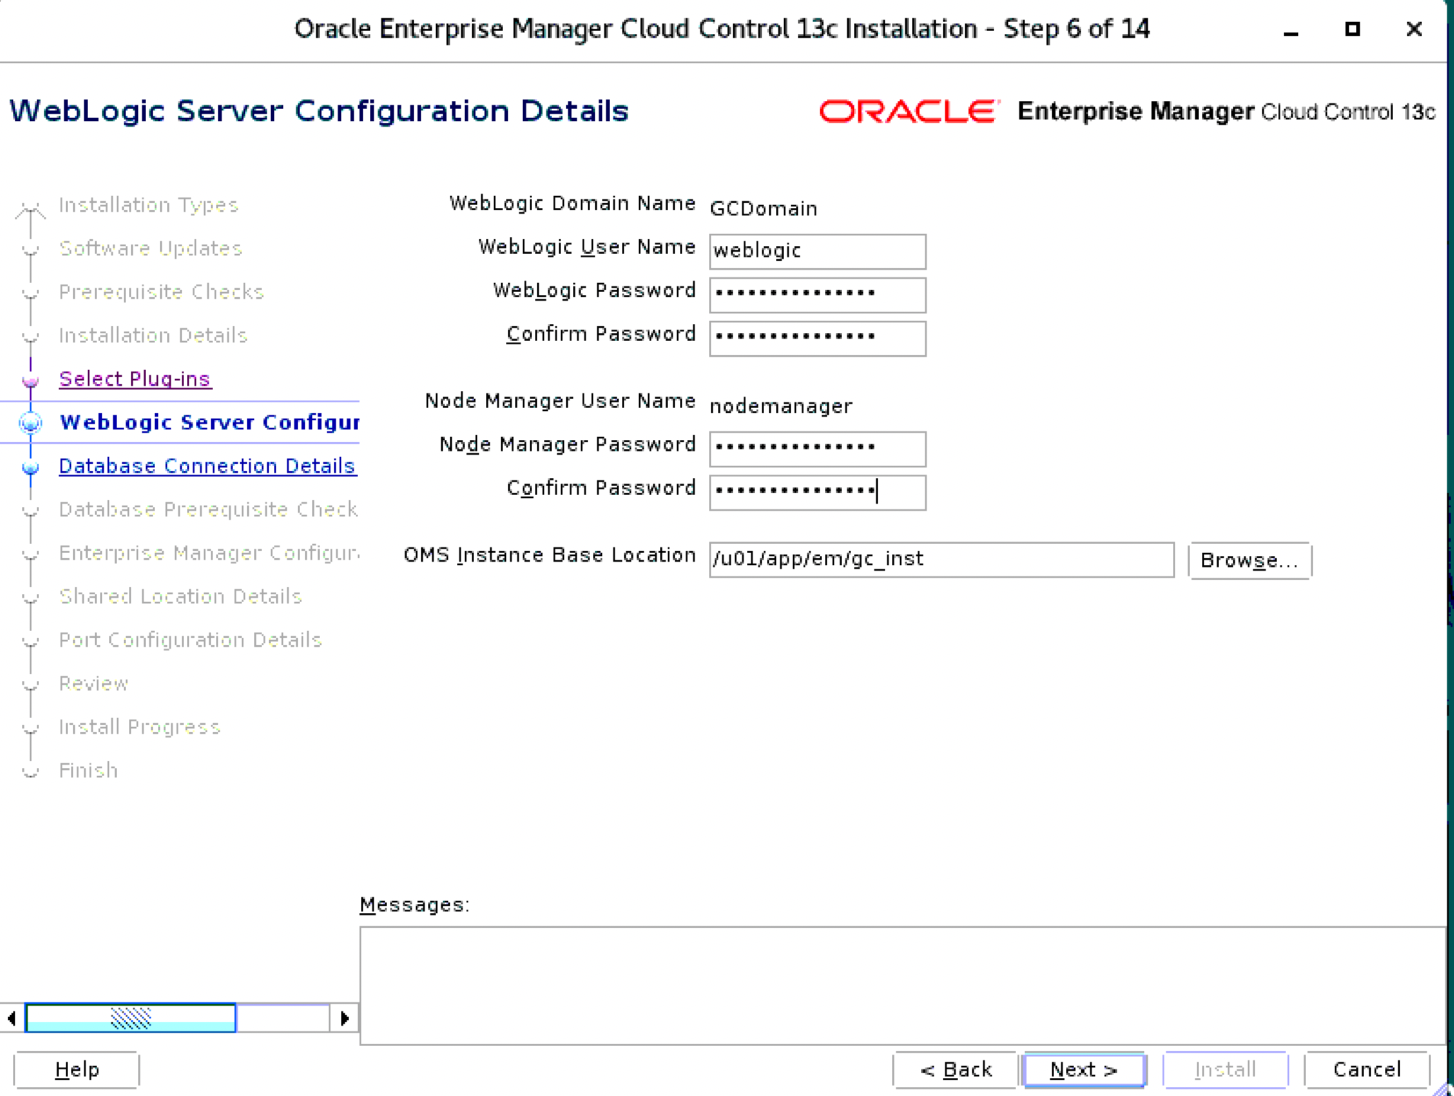 Oracle Enterprise Manager Cloud Control 13c Installation - Step 6 of 14
WebLogic Server Configuration Details
ORACLE Enterprise Manager Cloud Control 13c
Installation Types
Software Updates
Prerequisite Checks
Installation Details
Select Plug-ins
WebLogic Server Configur
Database Connection Details
Database Prerequisite Check
Enterprise Manager Configura
Shared Location Details
Port Configuration Details
Review
Install Progress
Finish
WebLogic Domain Name GCDomain
WebLogic User Name weblogic
WebLogic Password •••••••••••••••
Confirm Password •••••••••••••••
Node Manager User Name nodemanager
Node Manager Password •••••••••••••••
Confirm Password •••••••••••••••
OMS Instance Base Location /u01/app/em/gc_inst Browse...
Messages:
Help < Back Next > Install Cancel